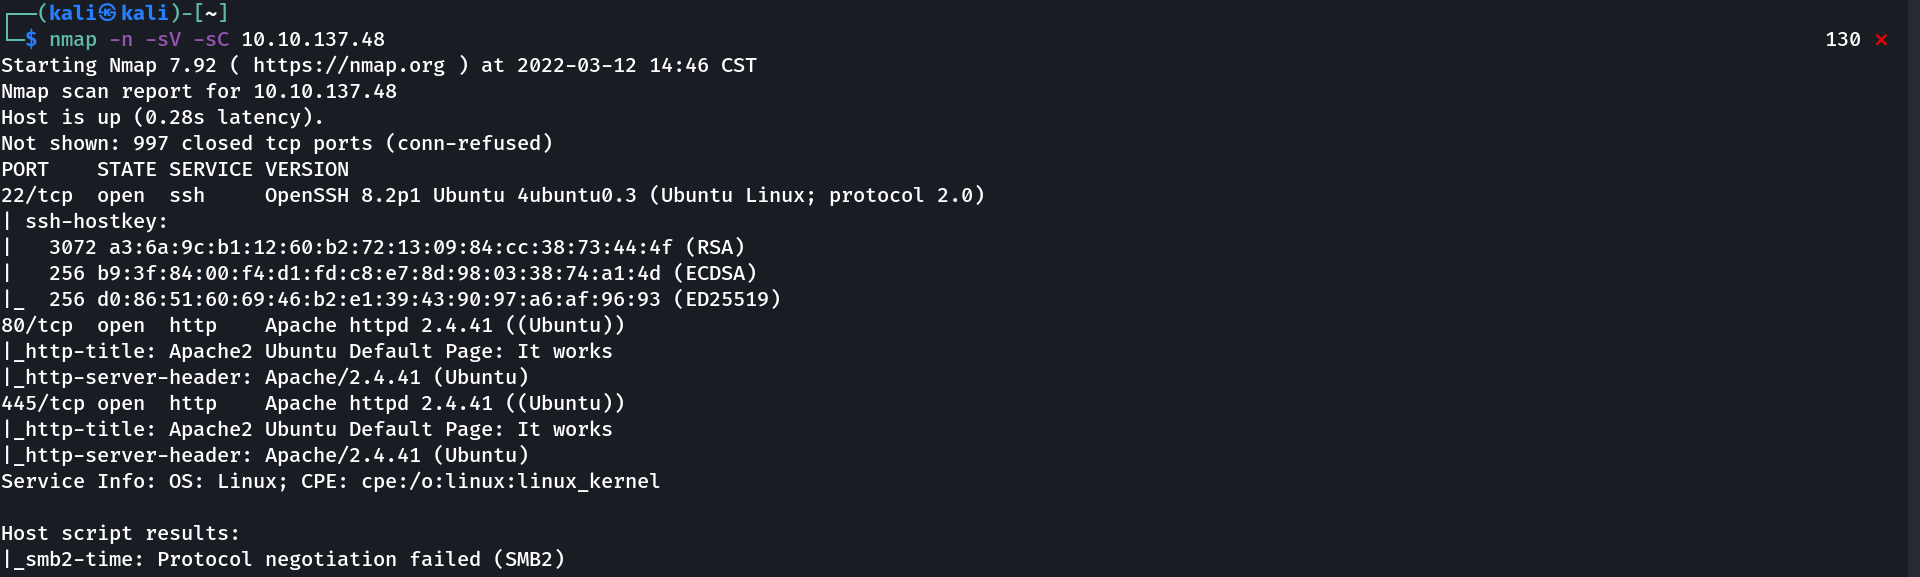 ┌──(kali㉿kali)-[~]
└─$ nmap -n -sV -sC 10.10.137.48 130 ⨯
Starting Nmap 7.92 ( https://nmap.org ) at 2022-03-12 14:46 CST
Nmap scan report for 10.10.137.48
Host is up (0.28s latency).
Not shown: 997 closed tcp ports (conn-refused)
PORT    STATE SERVICE VERSION
22/tcp  open  ssh     OpenSSH 8.2p1 Ubuntu 4ubuntu0.3 (Ubuntu Linux; protocol 2.0)
| ssh-hostkey:
|   3072 a3:6a:9c:b1:12:60:b2:72:13:09:84:cc:38:73:44:4f (RSA)
|   256 b9:3f:84:00:f4:d1:fd:c8:e7:8d:98:03:38:74:a1:4d (ECDSA)
|_  256 d0:86:51:60:69:46:b2:e1:39:43:90:97:a6:af:96:93 (ED25519)
80/tcp  open  http    Apache httpd 2.4.41 ((Ubuntu))
|_http-title: Apache2 Ubuntu Default Page: It works
|_http-server-header: Apache/2.4.41 (Ubuntu)
445/tcp open  http    Apache httpd 2.4.41 ((Ubuntu))
|_http-title: Apache2 Ubuntu Default Page: It works
|_http-server-header: Apache/2.4.41 (Ubuntu)
Service Info: OS: Linux; CPE: cpe:/o:linux:linux_kernel

Host script results:
|_smb2-time: Protocol negotiation failed (SMB2)